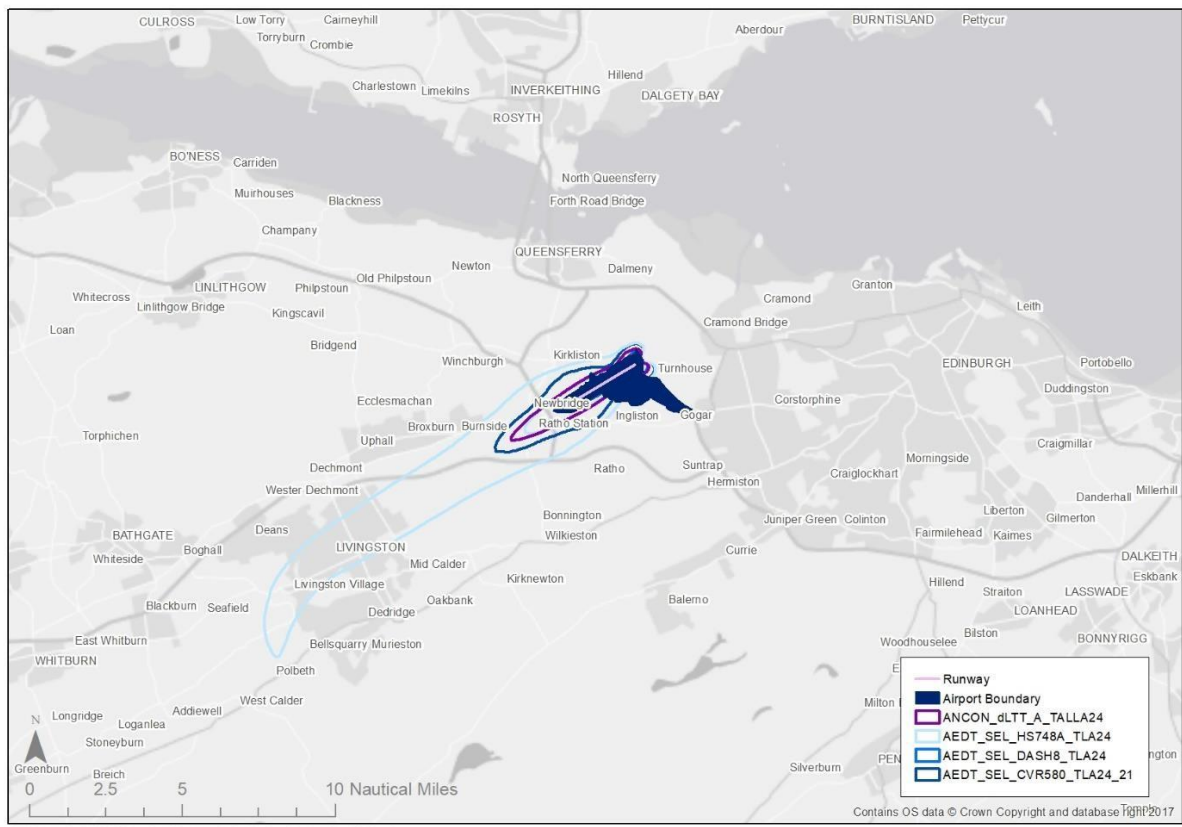 CULROSS
Low Torry
Cairneyhill
BURNTISLAND
Pettycur
Torryburn
Crombie
Aberdour
Hillend
Charlestown
Limekilns
INVERKEITHING
DALGETY BAY
ROSYTH
BO'NESS
Carriden
North Queensferry
Muirhouses
Blackness
Forth Road Bridge
Champany
QUEENSFERRY
Newton
Dalmeny
Old Philpstoun
LINLITHGOW
Philpstoun
Granton
Whitecross
Linlithgow Bridge
Kingscavil
Cramond
Leith
Loan
Cramond Bridge
Bridgend
Winchburgh
Kirkliston
Turnhouse
EDINBURGH
Portobello
Duddingston
Ecclesmachan
Newbridge
Corstorphine
Ingliston
Gogar
Broxburn
Burnside
Ratho Station
Torphichen
Uphall
Craigmillar
Dechmont
Ratho
Suntrap
Morningside
Craiglockhart
Hermiston
Wester Dechmont
Millerhill
Danderhall
Deans
Bonnington
Liberton
Gilmerton
BATHGATE
Juniper Green
Colinton
Fairmilehead
Kaimes
Wilkieston
Whiteside
Boghall
LIVINGSTON
Currie
DALKEITH
Mid Calder
Livingston Village
Kirknewton
Hillend
Eskbank
Straiton
LASSWADE
Blackburn
Seafield
Oakbank
Balerno
Dedridge
LOANHEAD
East Whitburn
Bellsquarry
Murieston
Bilston
Woodhouselee
BONNYRIGG
WHITBURN
Polbeth
West Calder
Longridge
Addiewell
Loganlea
Stoneyburn
Greenburn
Breich
Silverburn
Milton
PEN
ngton
N
0 2.5 5 10 Nautical Miles
Runway
Airport Boundary
ANCON_dLTT_A_TALLA24
AEDT_SEL_HS748A_TLA24
AEDT_SEL_DASH8_TLA24
AEDT_SEL_CVR580_TLA24_21
Contains OS data © Crown Copyright and database right 2017